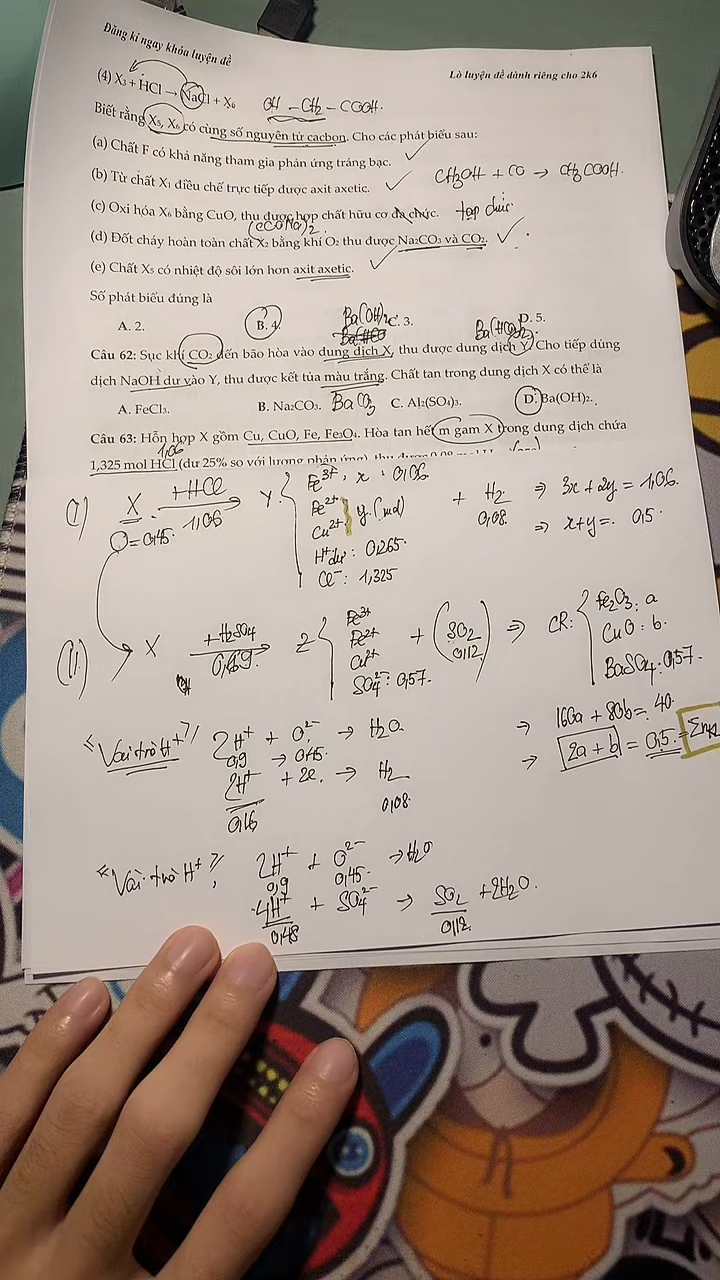 Đăng kí ngay khóa luyện đề
Lò luyện đề dành riêng cho 2k6
(4) X₃ + HCl → NaCl + X₆ OH - CH₂ - COOH.
Biết rằng X₅, X₆ có cùng số nguyên tử cacbon. Cho các phát biểu sau:
(a) Chất F có khả năng tham gia phản ứng tráng bạc. ✓
(b) Từ chất X₁ điều chế trực tiếp được axit axetic. ✓ CH₃OH + CO → CH₃COOH.
(c) Oxi hóa X₆ bằng CuO, thu được hợp chất hữu cơ đa chức. tạp chức
(COONa)₂.
(d) Đốt cháy hoàn toàn chất X₂ bằng khí O₂ thu được Na₂CO₃ và CO₂. ✓
(e) Chất X₅ có nhiệt độ sôi lớn hơn axit axetic. ✓
Số phát biểu đúng là
Ba(OH)₂
A. 2. B. 4. C. 3. D. 5.
Câu 62: Sục khí CO₂ đến bão hòa vào dung dịch X, thu được dung dịch Y. Cho tiếp dung
dịch NaOH dư vào Y, thu được kết tủa màu trắng. Chất tan trong dung dịch X có thể là
A. FeCl₃. B. Na₂CO₃. BaCO₃ C. Al₂(SO₄)₃. D. Ba(OH)₂.
Câu 63: Hỗn hợp X gồm Cu, CuO, Fe, Fe₃O₄. Hòa tan hết m gam X trong dung dịch chứa
1,06
1,325 mol HCl (dư 25% so với lượng phản ứng)
I) X +HCl → 1,06 Y: { Fe³⁺: x : 0,06
O = 0,45
Fe²⁺
Cu²⁺ } y (mol)
H⁺dư : 0,265
Cl⁻ : 1,325
+ H₂ ⇒ 3x + 2y = 1,06.
0,08 ⇒ x + y = 0,5.
II) X +H₂SO₄ → 0,69. Z { Fe³⁺
Fe²⁺
Cu²⁺
SO₄²⁻: 0,57.
+ (SO₂ 0,12) ⇒ CR: { Fe₂O₃: a
CuO : b.
BaSO₄: 0,57.
⇒ 160a + 80b = 40.
⇒ 2a + b = 0,5 =
«Vai trò H⁺» 2H⁺ + O²⁻ → H₂O
0,9 → 0,45.
2H⁺ + 2e → H₂
0,16 0,08.
«Vai trò H⁺» 2H⁺ + O²⁻ → H₂O
0,9 0,45.
4H⁺ + SO₄²⁻ → SO₂ + 2H₂O.
0,48 0,12.